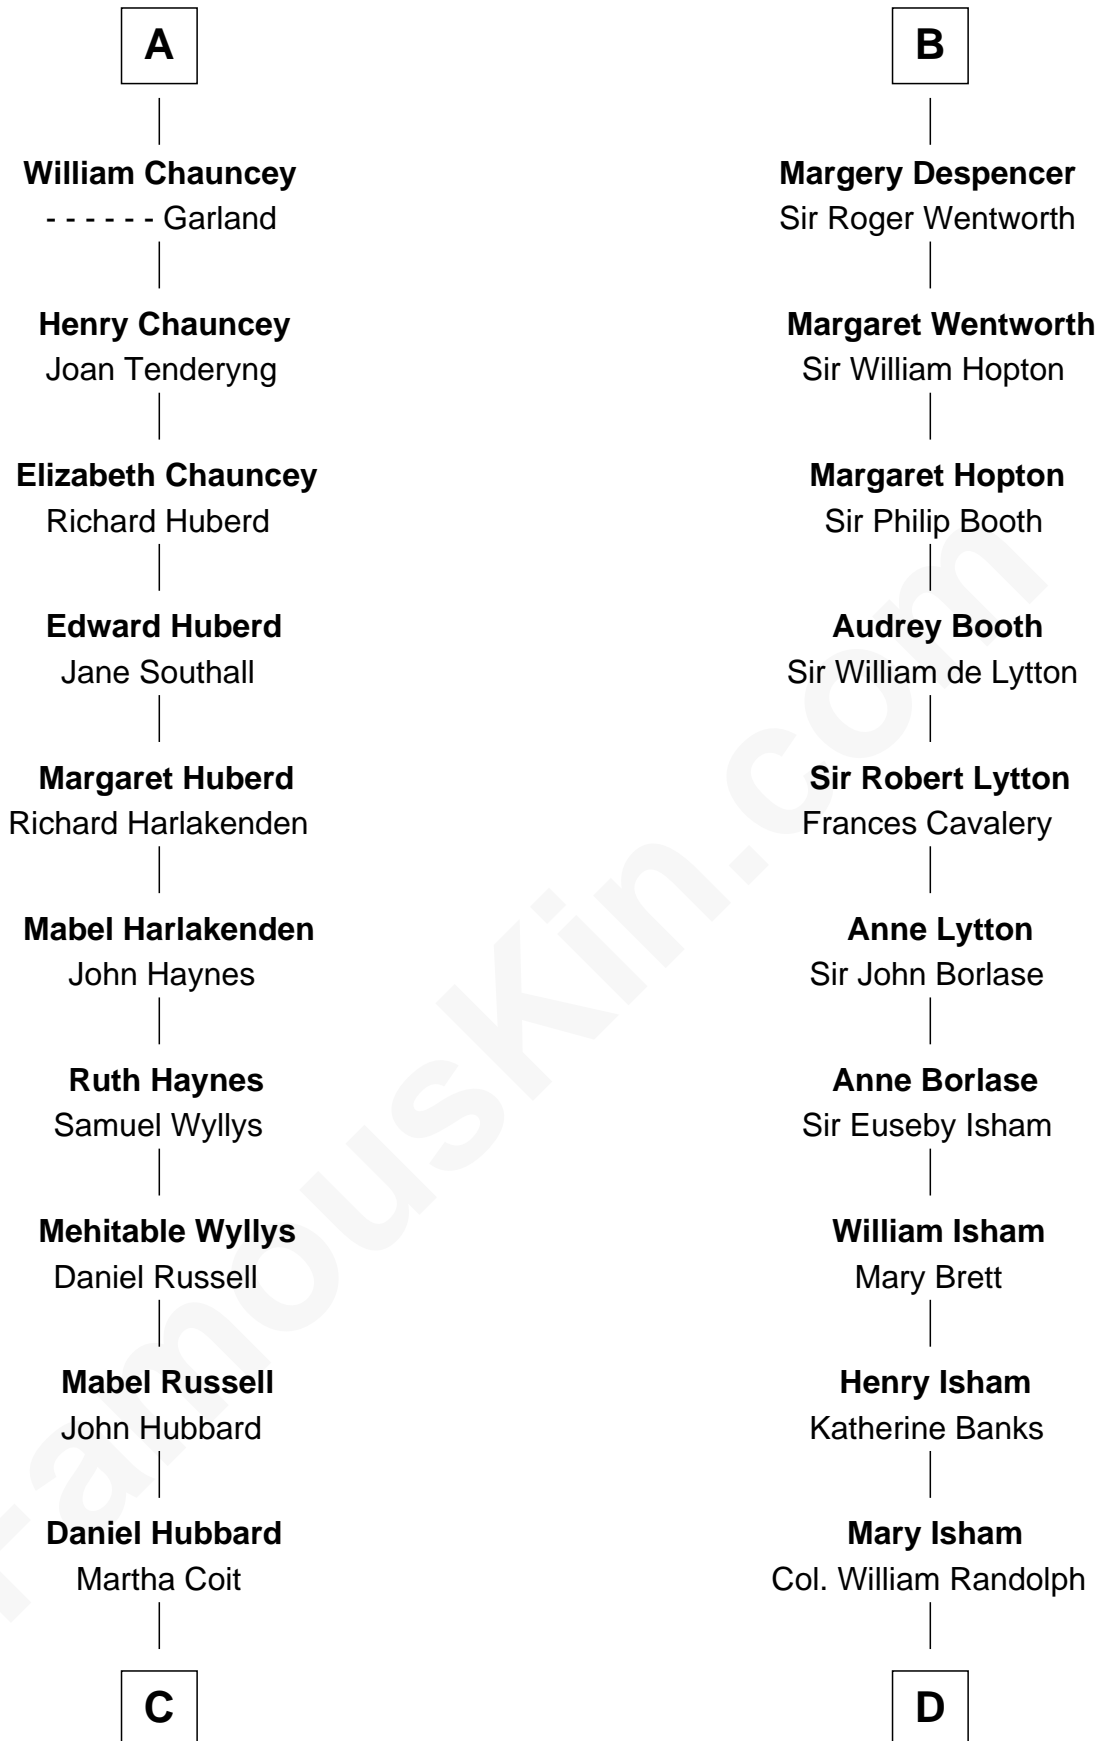 A
William Chauncey
- - - - - - Garland
Henry Chauncey
Joan Tenderyng
Elizabeth Chauncey
Richard Huberd
Edward Huberd
Jane Southall
Margaret Huberd
Richard Harlakenden
Mabel Harlakenden
John Haynes
Ruth Haynes
Samuel Wyllys
Mehitable Wyllys
Daniel Russell
Mabel Russell
John Hubbard
Daniel Hubbard
Martha Coit
C
B
Margery Despencer
Sir Roger Wentworth
Margaret Wentworth
Sir William Hopton
Margaret Hopton
Sir Philip Booth
Audrey Booth
Sir William de Lytton
Sir Robert Lytton
Frances Cavalery
Anne Lytton
Sir John Borlase
Anne Borlase
Sir Euseby Isham
William Isham
Mary Brett
Henry Isham
Katherine Banks
Mary Isham
Col. William Randolph
D
FamousKin.com